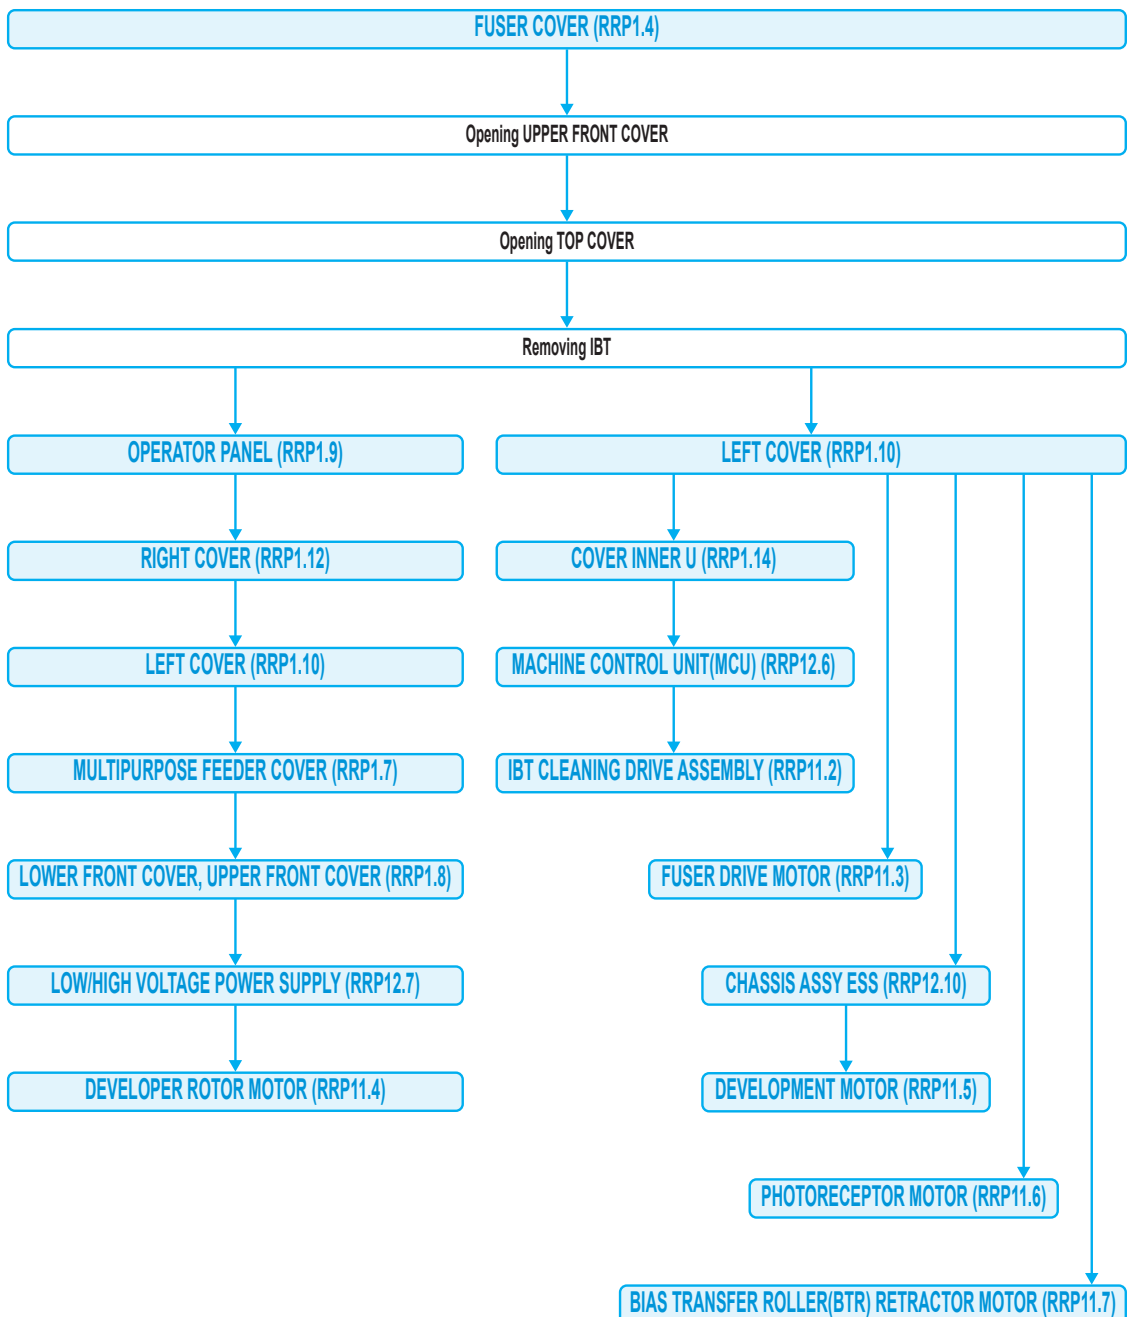 FUSER COVER (RRP1.4)
Opening UPPER FRONT COVER
Opening TOP COVER
Removing IBT
OPERATOR PANEL (RRP1.9)
LEFT COVER (RRP1.10)
RIGHT COVER (RRP1.12)
COVER INNER U (RRP1.14)
LEFT COVER (RRP1.10)
MACHINE CONTROL UNIT(MCU) (RRP12.6)
MULTIPURPOSE FEEDER COVER (RRP1.7)
IBT CLEANING DRIVE ASSEMBLY (RRP11.2)
LOWER FRONT COVER, UPPER FRONT COVER (RRP1.8)
FUSER DRIVE MOTOR (RRP11.3)
LOW/HIGH VOLTAGE POWER SUPPLY (RRP12.7)
CHASSIS ASSY ESS (RRP12.10)
DEVELOPER ROTOR MOTOR (RRP11.4)
DEVELOPMENT MOTOR (RRP11.5)
PHOTORECEPTOR MOTOR (RRP11.6)
BIAS TRANSFER ROLLER(BTR) RETRACTOR MOTOR (RRP11.7)